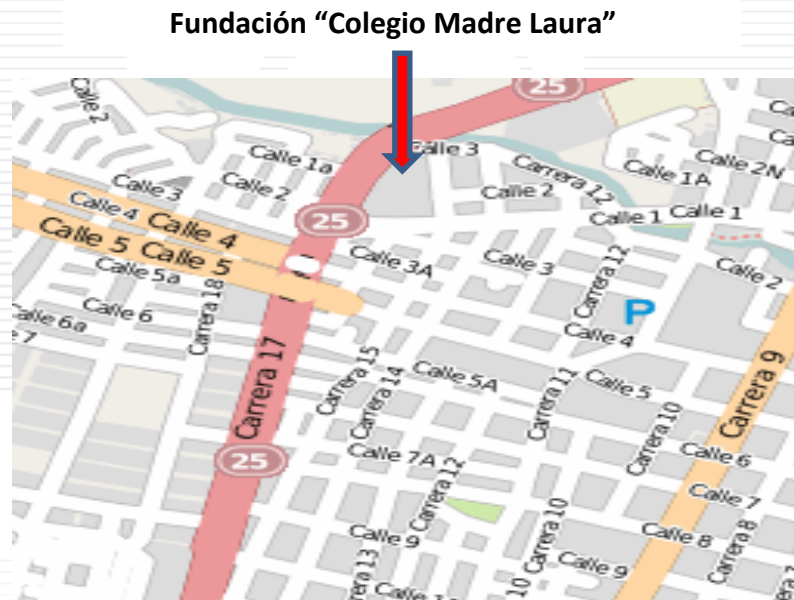 Fundación “Colegio Madre Laura”
25
Calle 2
Calle 3
Calle 1a
Calle 2
Calle 3
Calle 4
Calle 4
Calle 5 Calle 5
Calle 5a
Calle 6
Calle 6a
Carrera 18
25
Carrera 12
Calle 2
Calle 1A
Calle 2N
Calle 1 Calle 1
Calle 3A
Calle 3
Carrera 12
Calle 2
P
Calle 4
Carrera 17
Carrera 15
Carrera 14
Calle 5A
Carrera 11
Calle 5
Carrera 10
Carrera 9
Calle 6
25
Calle 7A
Carrera 12
Calle 7
Calle 9
Carrera 10
Calle 8
Carrera 8
Calle 9
10